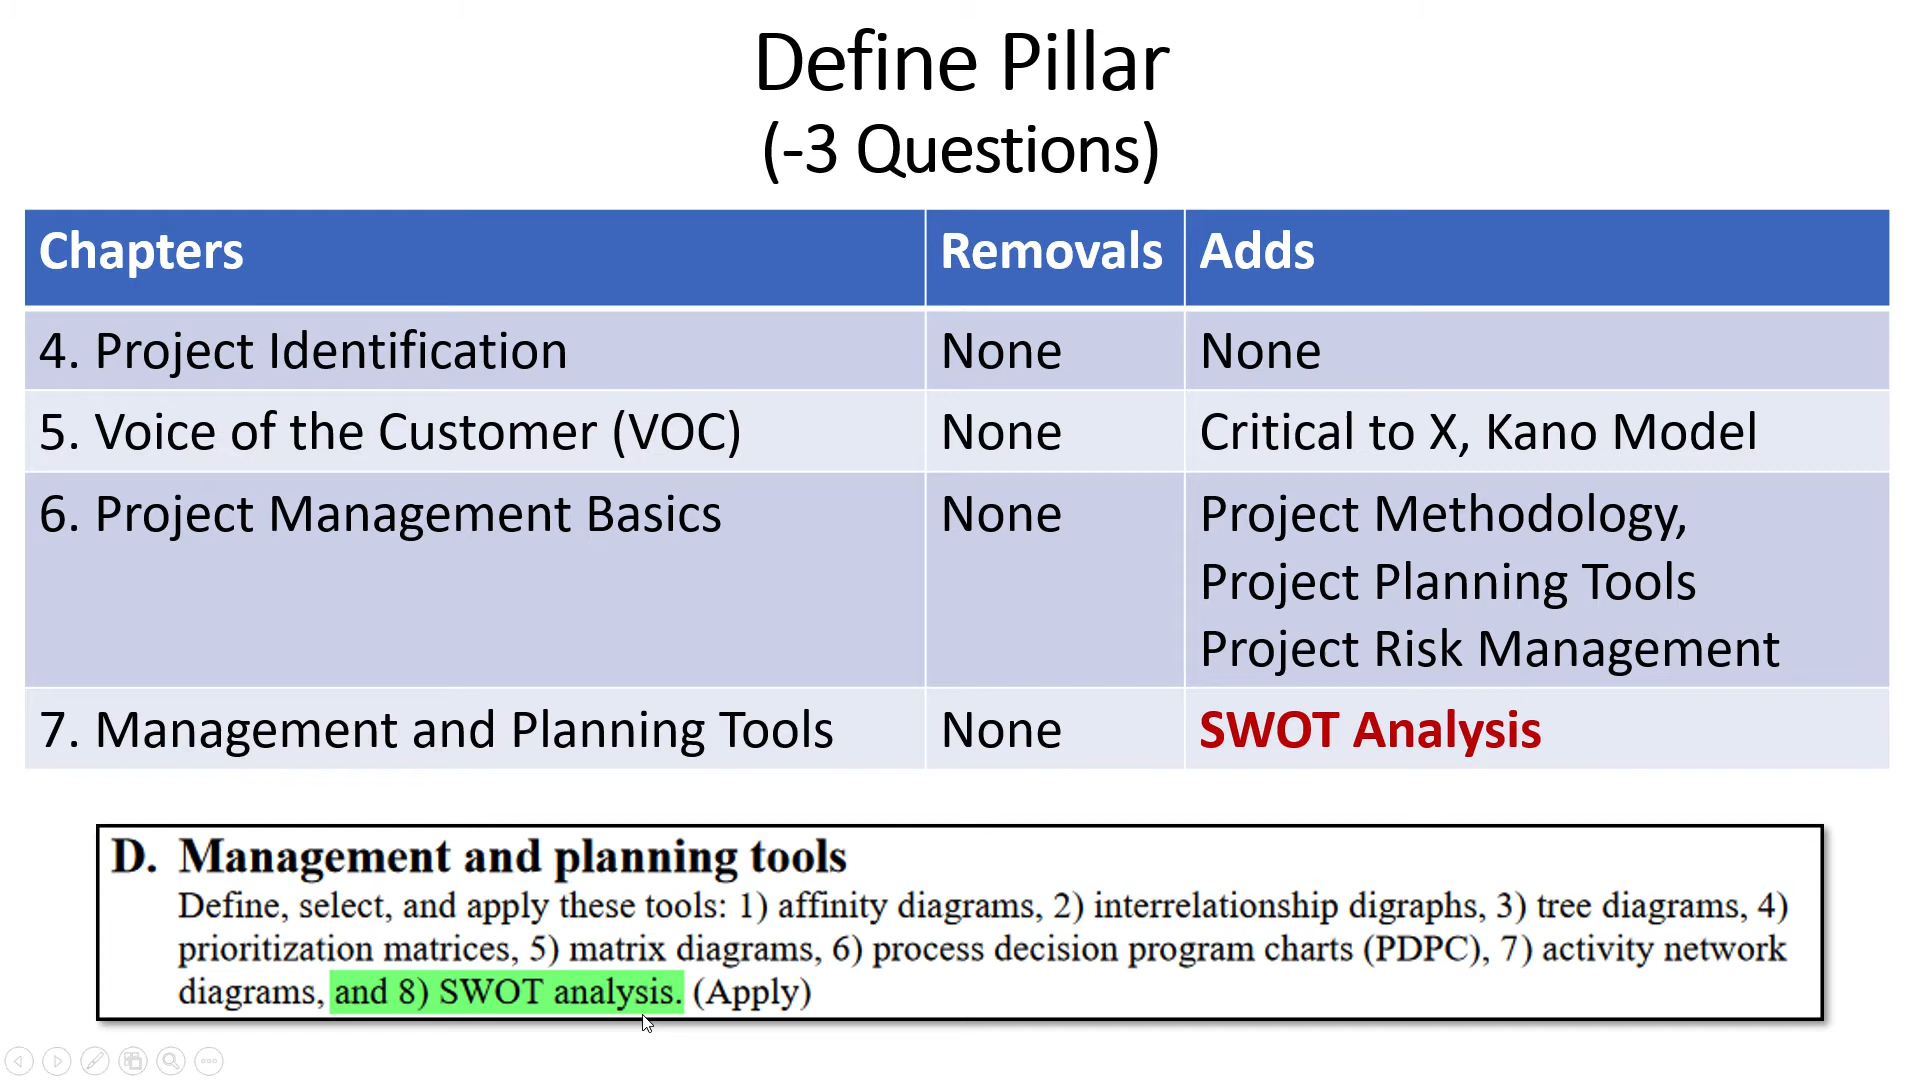 Define Pillar
(-3 Questions)
Chapters Removals Adds
4. Project Identification None None
5. Voice of the Customer (VOC) None Critical to X, Kano Model
6. Project Management Basics None Project Methodology,
Project Planning Tools
Project Risk Management
7. Management and Planning Tools None SWOT Analysis
D. Management and planning tools
Define, select, and apply these tools: 1) affinity diagrams, 2) interrelationship digraphs, 3) tree diagrams, 4)
prioritization matrices, 5) matrix diagrams, 6) process decision program charts (PDPC), 7) activity network
diagrams, and 8) SWOT analysis. (Apply)